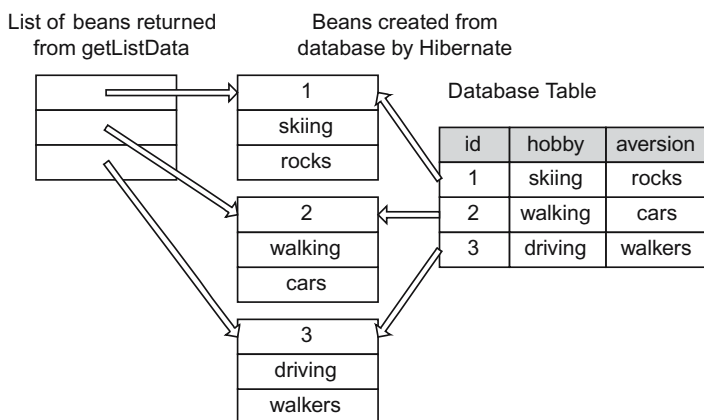 List of beans returned
from getListData
Beans created from
database by Hibernate
1
skiing
rocks
2
walking
cars
3
driving
walkers
Database Table
id hobby aversion
1 skiing rocks
2 walking cars
3 driving walkers